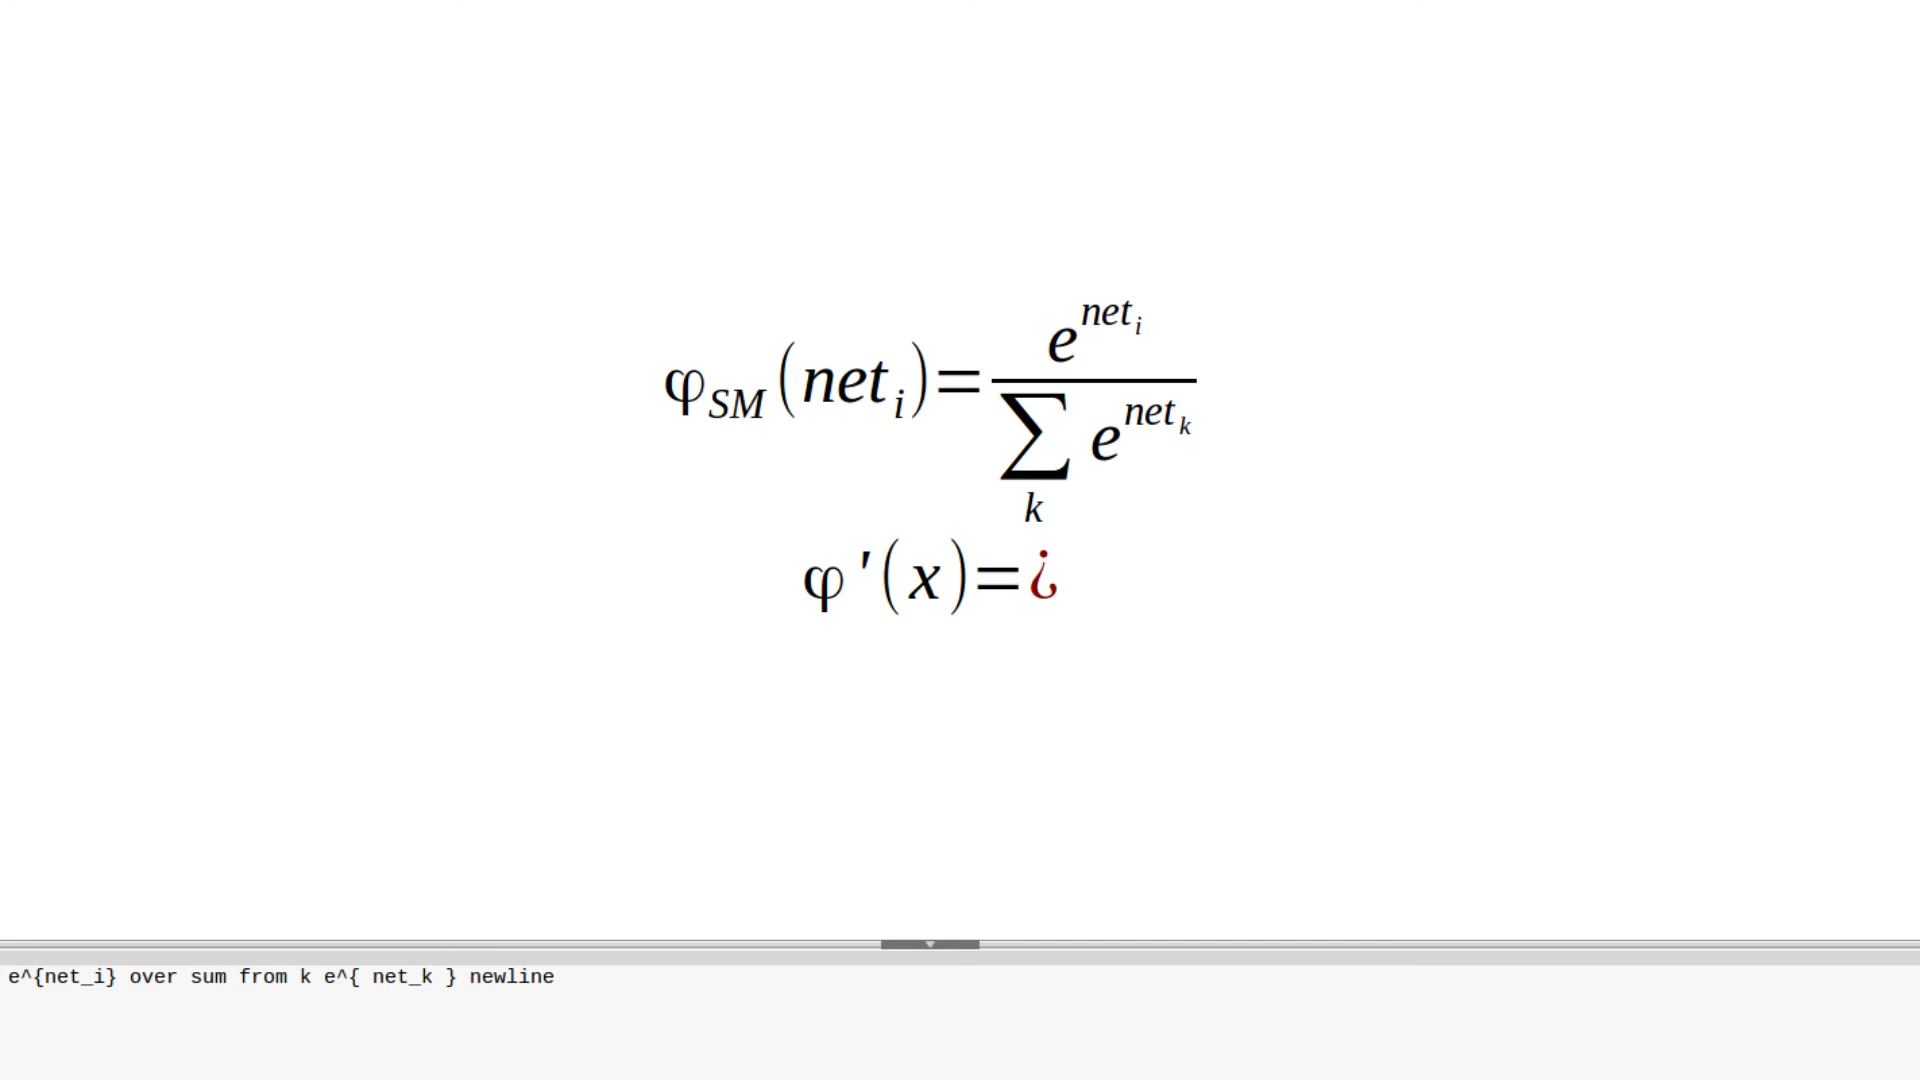 φ_SM(net_i)=e^{net_i}/∑_k e^{net_k}
φ'(x)=¿
e^{net_i} over sum from k e^{ net_k } newline